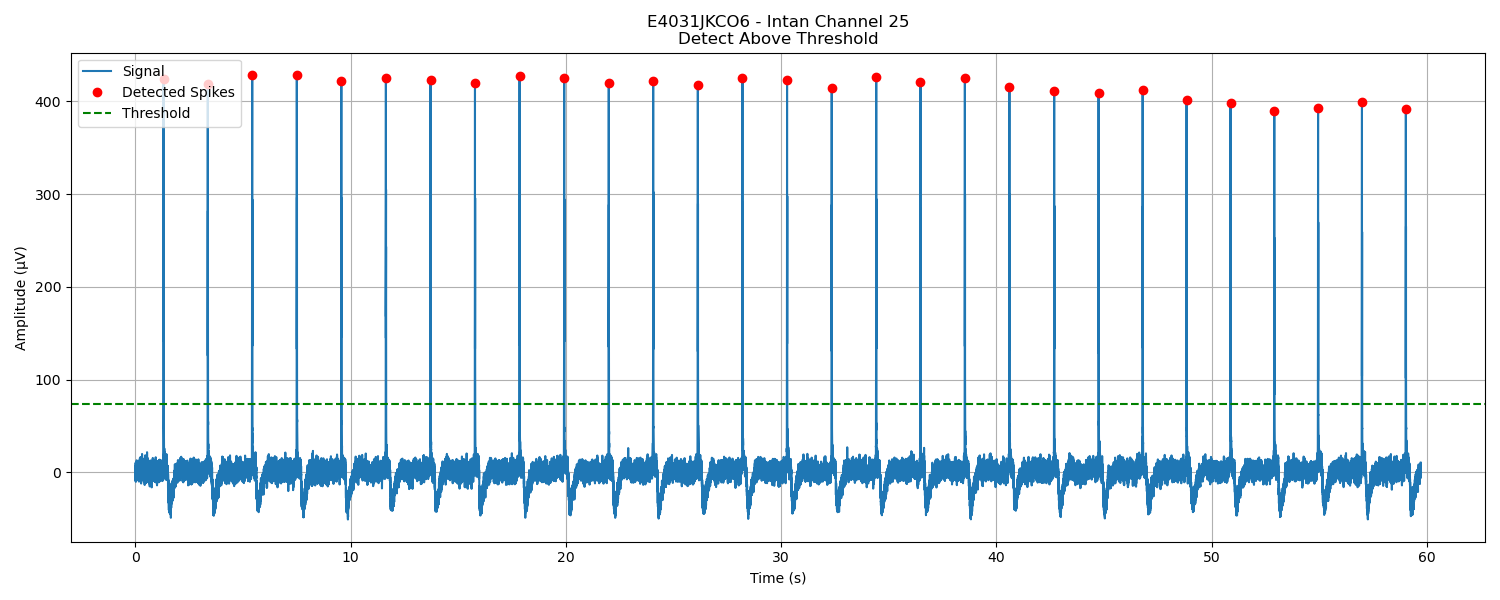 E4031JKCO6 - Intan Channel 25
Detect Above Threshold
Signal
Detected Spikes
Threshold
Amplitude (µV)
400
300
200
100
0
0 10 20 30 40 50 60
Time (s)